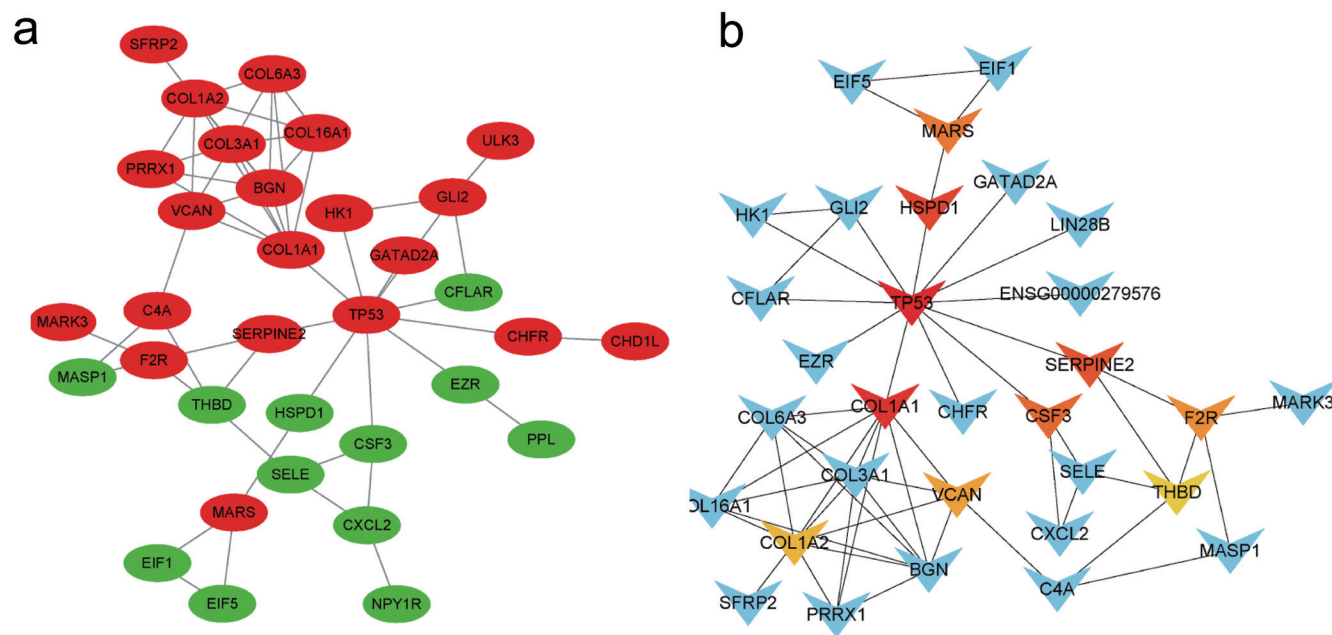 a
SFRP2
COL6A3
COL1A2
COL16A1
COL3A1
ULK3
PRRX1
BGN
GLI2
VCAN
HK1
COL1A1
GATAD2A
CFLAR
C4A
TP53
MARK3
SERPINE2
CHFR
CHD1L
F2R
MASP1
EZR
THBD
HSPD1
CSF3
PPL
SELE
MARS
CXCL2
EIF1
EIF5
NPY1R
b
EIF5
EIF1
MARS
GATAD2A
HK1
GLI2
HSPD1
LIN28B
CFLAR
TP53
ENSG00000279576
EZR
SERPINE2
COL6A3
COL1A1
CHFR
CSF3
F2R
MARK3
COL3A1
SELE
OL16A1
VCAN
THBD
COL1A2
CXCL2
MASP1
BGN
SFRP2
PRRX1
C4A